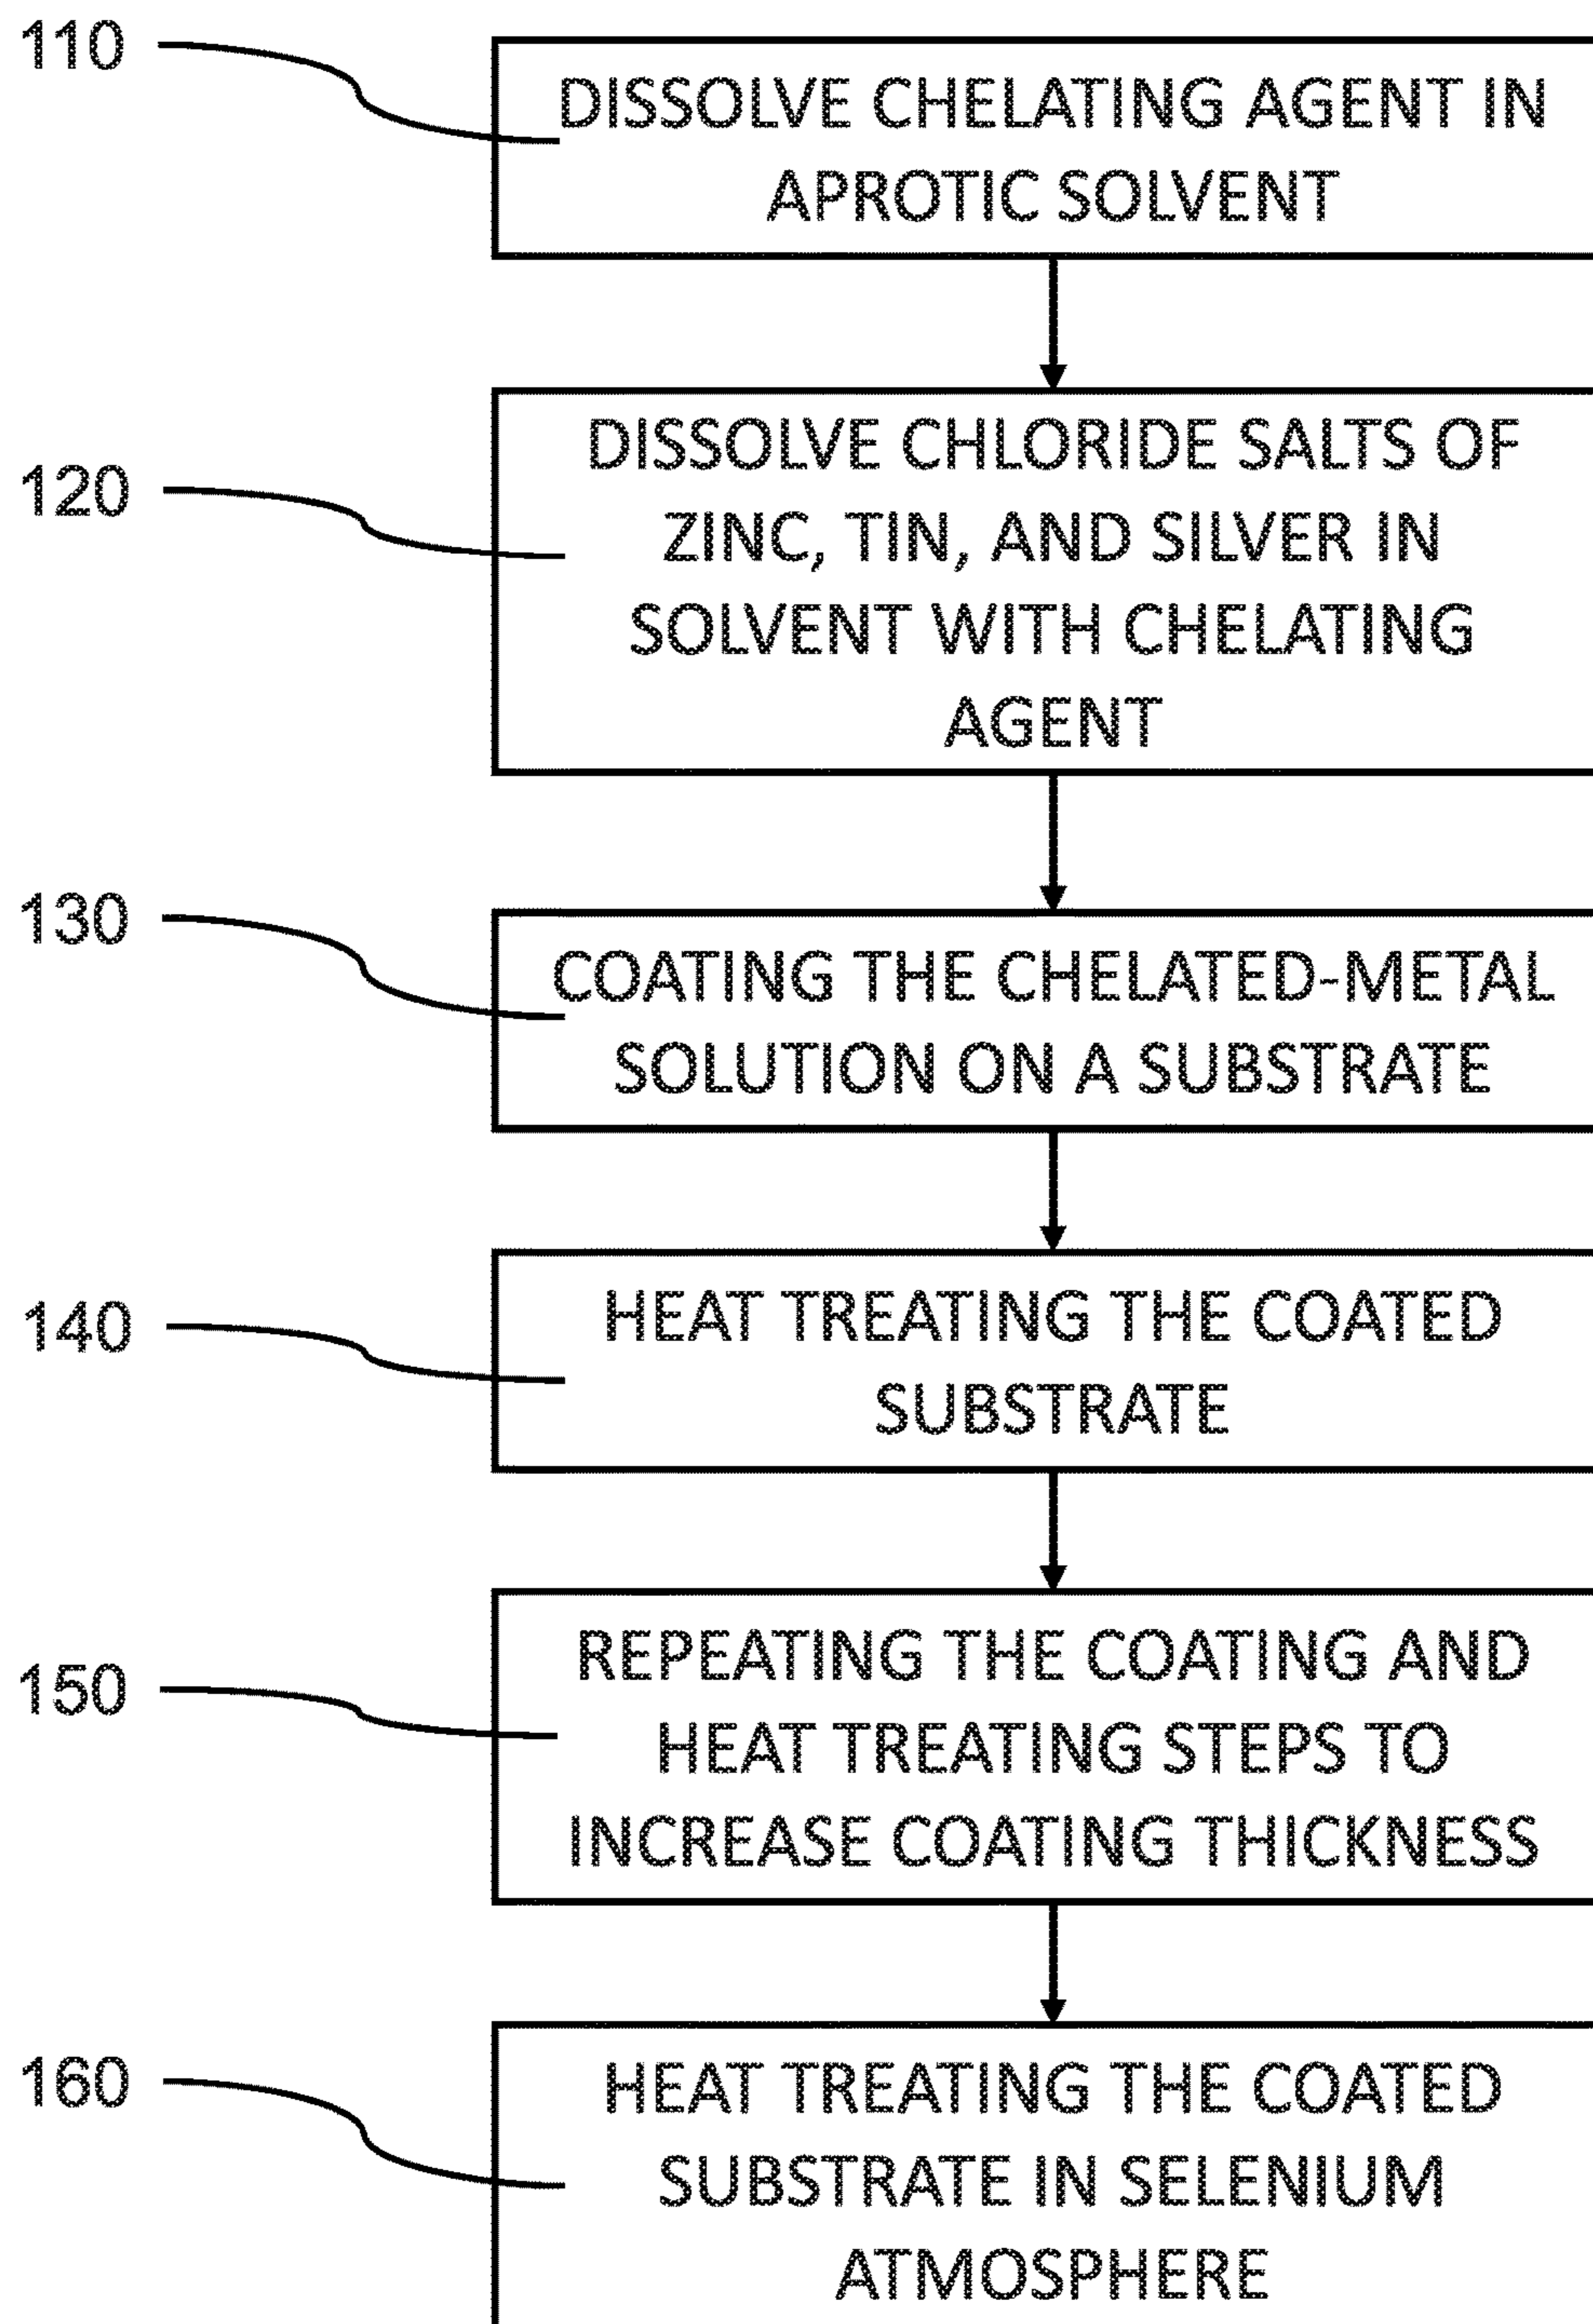 110
DISSOLVE CHELATING AGENT IN
APROTIC SOLVENT
120
DISSOLVE CHLORIDE SALTS OF
ZINC, TIN, AND SILVER IN
SOLVENT WITH CHELATING
AGENT
130
COATING THE CHELATED-METAL
SOLUTION ON A SUBSTRATE
140
HEAT TREATING THE COATED
SUBSTRATE
150
REPEATING THE COATING AND
HEAT TREATING STEPS TO
INCREASE COATING THICKNESS
160
HEAT TREATING THE COATED
SUBSTRATE IN SELENIUM
ATMOSPHERE